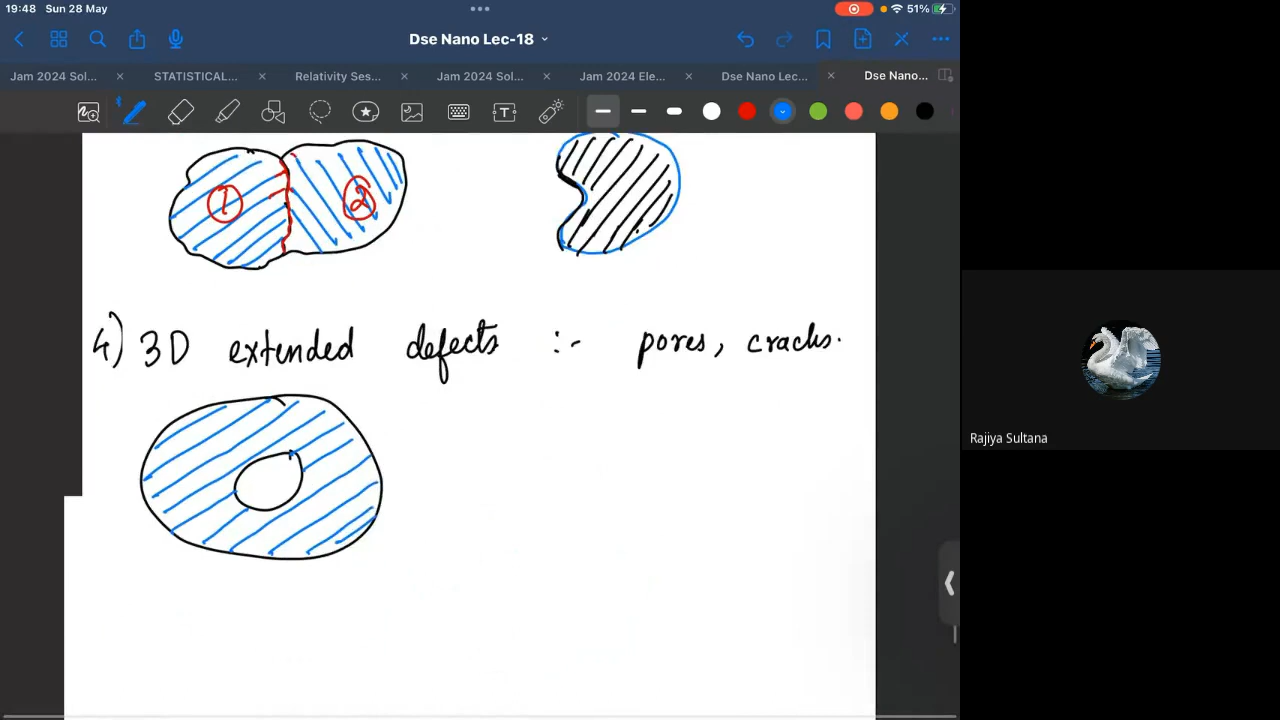 19:48 Sun 28 May
51%
Dse Nano Lec-18
Jam 2024 Sol...
STATISTICAL...
Relativity Ses...
Jam 2024 Sol...
Jam 2024 Ele...
Dse Nano Lec...
Dse Nano...
T
1 2
4) 3D extended defects :- pores, cracks.
Rajiya Sultana